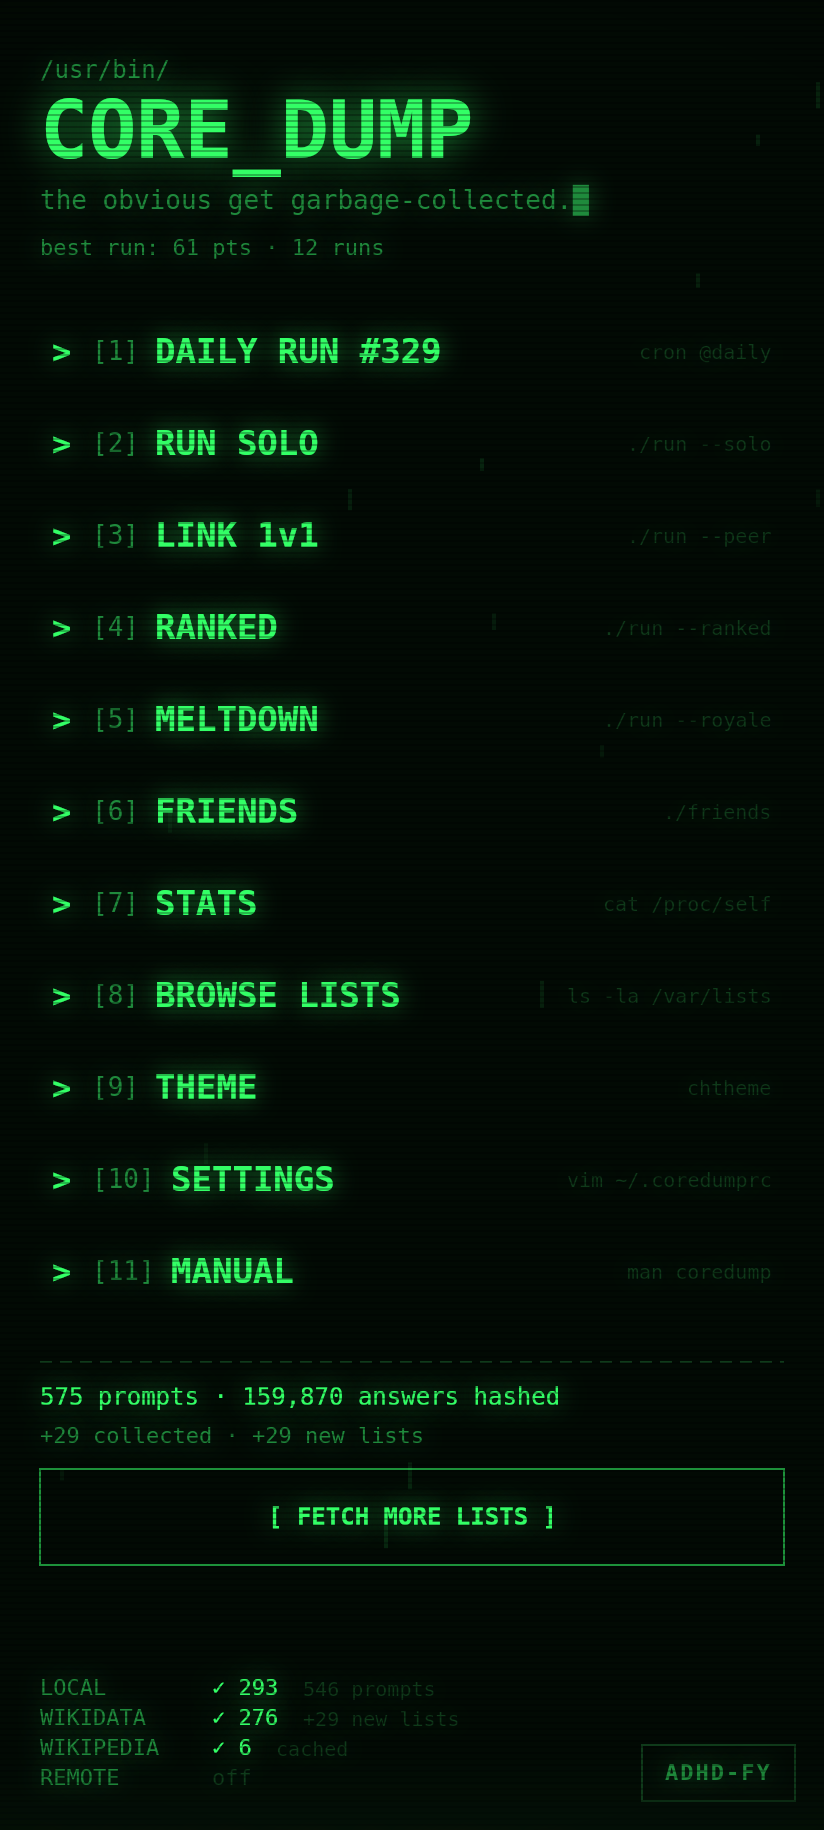 /usr/bin/
CORE_DUMP
the obvious get garbage-collected.
best run: 61 pts · 12 runs
> [1] DAILY RUN #329 cron @daily
> [2] RUN SOLO ./run --solo
> [3] LINK 1v1 ./run --peer
> [4] RANKED ./run --ranked
> [5] MELTDOWN ./run --royale
> [6] FRIENDS ./friends
> [7] STATS cat /proc/self
> [8] BROWSE LISTS ls -la /var/lists
> [9] THEME chtheme
> [10] SETTINGS vim ~/.coredumprc
> [11] MANUAL man coredump
575 prompts · 159,870 answers hashed
+29 collected · +29 new lists
[ FETCH MORE LISTS ]
LOCAL ✓ 293 546 prompts
WIKIDATA ✓ 276 +29 new lists
WIKIPEDIA ✓ 6 cached
REMOTE off
ADHD-FY